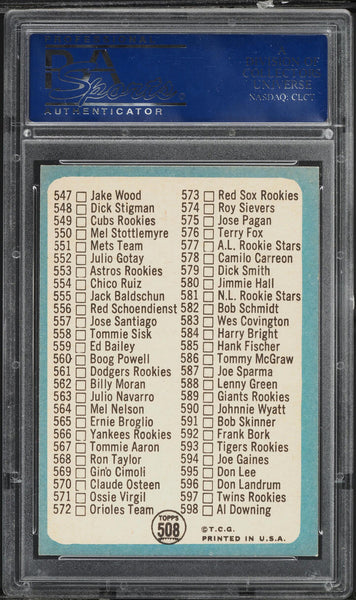 PROFESSIONAL
PSA
Sports
AUTHENTICATOR
A
DIVISION OF
COLLECTORS
UNIVERSE
NASDAQ: CLCT
547 Jake Wood
548 Dick Stigman
549 Cubs Rookies
550 Mel Stottlemyre
551 Mets Team
552 Julio Gotay
553 Astros Rookies
554 Chico Ruiz
555 Jack Baldschun
556 Red Schoendienst
557 Jose Santiago
558 Tommie Sisk
559 Ed Bailey
560 Boog Powell
561 Dodgers Rookies
562 Billy Moran
563 Julio Navarro
564 Mel Nelson
565 Ernie Broglio
566 Yankees Rookies
567 Tommie Aaron
568 Ron Taylor
569 Gino Cimoli
570 Claude Osteen
571 Ossie Virgil
572 Orioles Team
573 Red Sox Rookies
574 Roy Sievers
575 Jose Pagan
576 Terry Fox
577 A.L. Rookie Stars
578 Camilo Carreon
579 Dick Smith
580 Jimmie Hall
581 N.L. Rookie Stars
582 Bob Schmidt
583 Wes Covington
584 Harry Bright
585 Hank Fischer
586 Tommy McGraw
587 Joe Sparma
588 Lenny Green
589 Giants Rookies
590 Johnnie Wyatt
591 Bob Skinner
592 Frank Bork
593 Tigers Rookies
594 Joe Gaines
595 Don Lee
596 Don Landrum
597 Twins Rookies
598 Al Downing
TOPPS
508
© T.C.G.
PRINTED IN U.S.A.